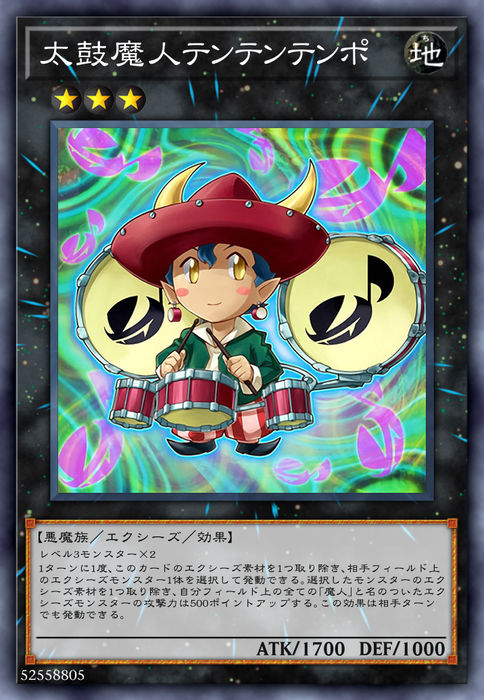 太鼓魔人テンテンテンポ
ち
地
【悪魔族／エクシーズ／効果】
レベル3モンスター×2
1ターンに1度、このカードのエクシーズ素材を1つ取り除き、相手フィールド上
のエクシーズモンスター1体を選択して発動できる。選択したモンスターのエク
シーズ素材を1つ取り除き、自分フィールド上の全ての「魔人」と名のついたエク
シーズモンスターの攻撃力は500ポイントアップする。この効果は相手ターン
でも発動できる。
ATK/1700 DEF/1000
52558805